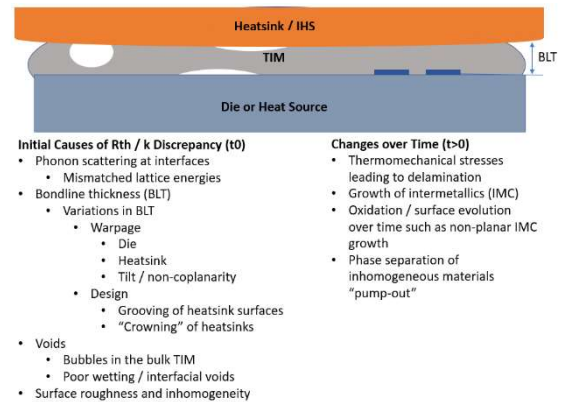 Heatsink / IHS
TIM
BLT
Die or Heat Source
Initial Causes of Rth / k Discrepancy (t0)
• Phonon scattering at interfaces
• Mismatched lattice energies
• Bondline thickness (BLT)
• Variations in BLT
• Warpage
• Die
• Heatsink
• Tilt / non-coplanarity
• Design
• Grooving of heatsink surfaces
• “Crowning” of heatsinks
• Voids
• Bubbles in the bulk TIM
• Poor wetting / interfacial voids
• Surface roughness and inhomogeneity
Changes over Time (t>0)
• Thermomechanical stresses
leading to delamination
• Growth of intermetallics (IMC)
• Oxidation / surface evolution
over time such as non-planar IMC
growth
• Phase separation of
inhomogeneous materials
“pump-out”